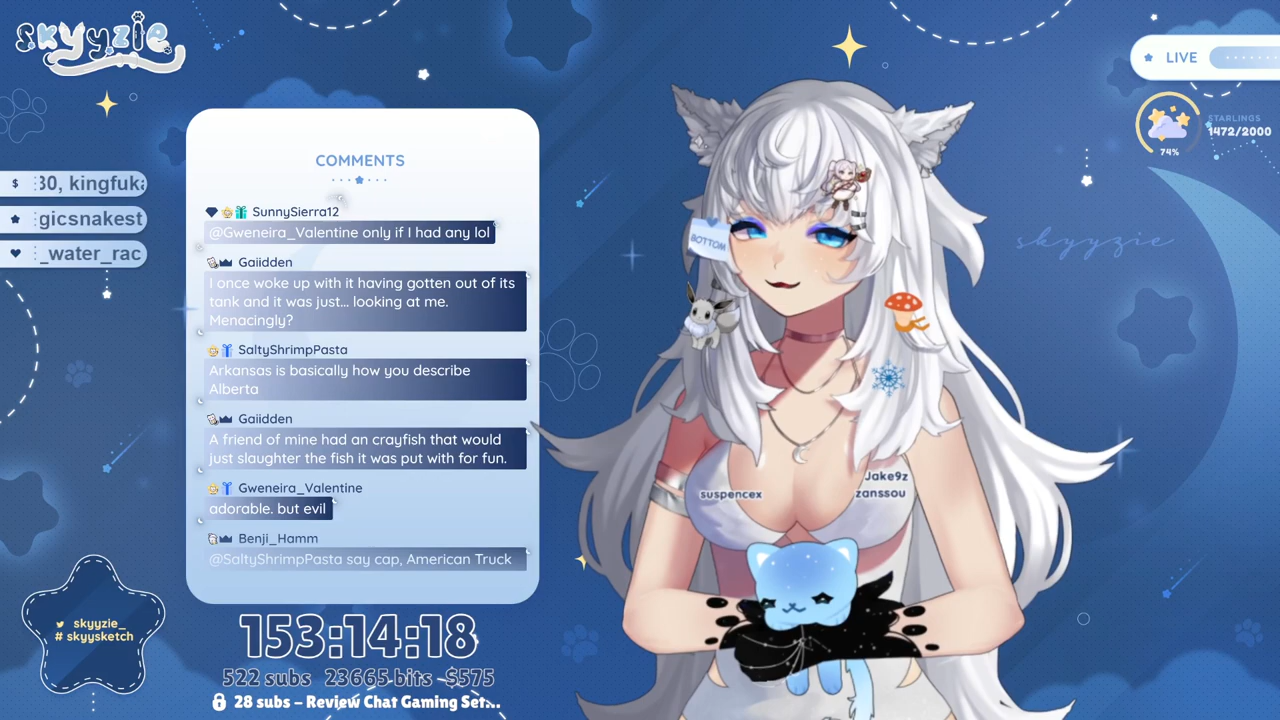 skyyzie
LIVE
STARLINGS
1472/2000
74%
COMMENTS
$ 30, kingfuk
gicsnakest
_water_rac
SunnySierra12
@Gweneira_Valentine only if I had any lol
Gaiidden
I once woke up with it having gotten out of its
tank and it was just... looking at me.
Menacingly?
SaltyShrimpPasta
Arkansas is basically how you describe
Alberta
Gaiidden
A friend of mine had an crayfish that would
just slaughter the fish it was put with for fun.
Gweneira_Valentine
adorable. but evil
Benji_Hamm
@SaltyShrimpPasta say cap, American Truck
BOTTOM
skyyzie
suspencex
Jake9z
zanssou
skyyzie_
# skyysketch
153:14:18
522 subs 23665 bits $575
28 subs - Review Chat Gaming Set...